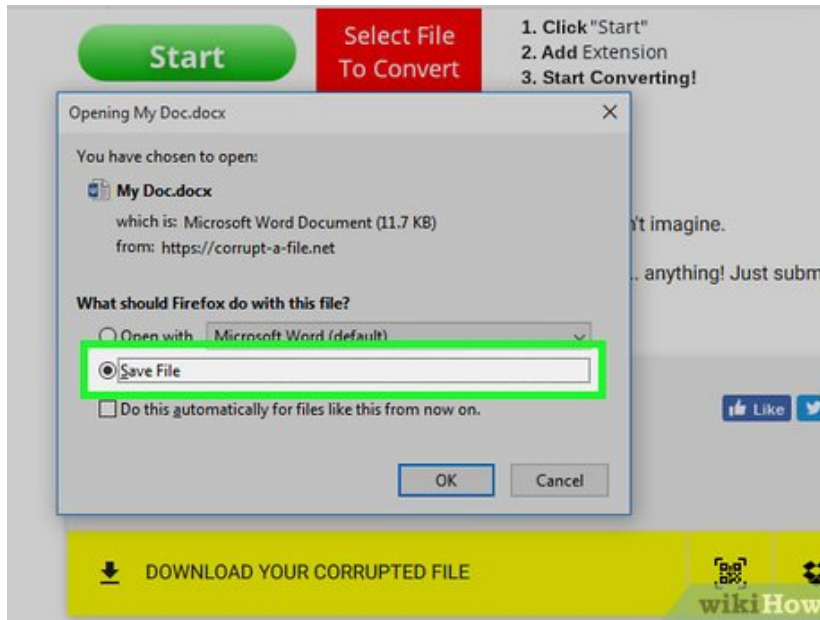 Start
Select File
To Convert
1. Click "Start"
2. Add Extension
3. Start Converting!
Opening My Doc.docx
You have chosen to open:
My Doc.docx
which is: Microsoft Word Document (11.7 KB)
from: https://corrupt-a-file.net
n't imagine.
.. anything! Just subm
What should Firefox do with this file?
Open with Microsoft Word (default)
Save File
Do this automatically for files like this from now on.
Like
OK Cancel
DOWNLOAD YOUR CORRUPTED FILE
wikiHow